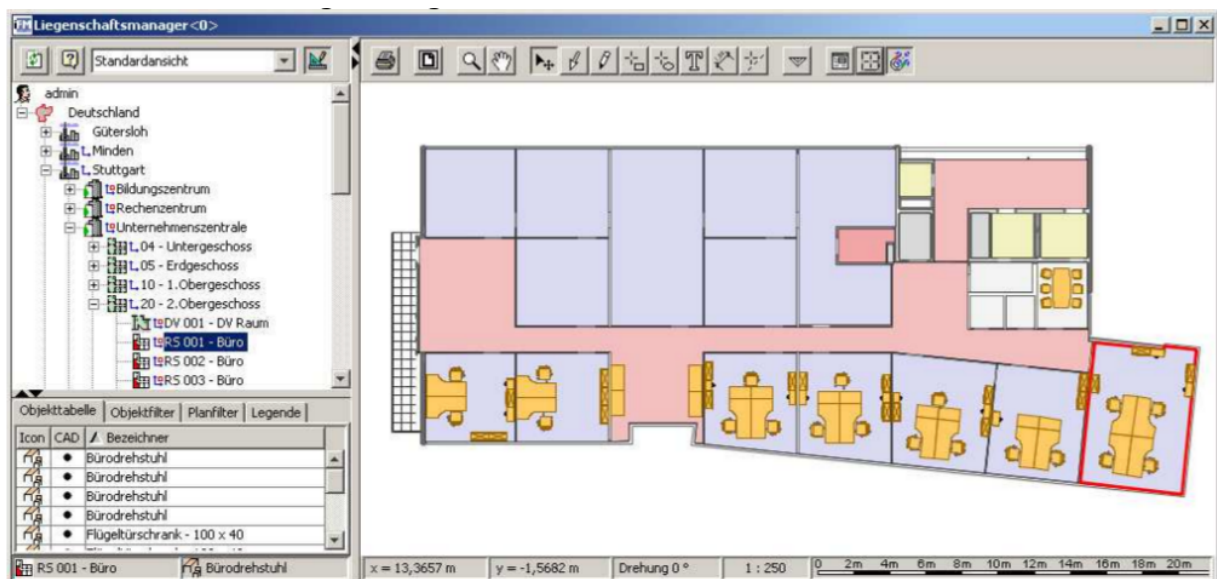 Liegenschaftsmanager <0>
Standardansicht
admin
Deutschland
Gütersloh
Minden
Stuttgart
Bildungszentrum
Rechenzentrum
Unternehmenszentrale
04 - Untergeschoss
05 - Erdgeschoss
10 - 1.Obergeschoss
20 - 2.Obergeschoss
DV 001 - DV Raum
RS 001 - Büro
RS 002 - Büro
RS 003 - Büro
Objekttabelle Objektfilter Planfilter Legende
Icon CAD Bezeichner
Bürodrehstuhl
Bürodrehstuhl
Bürodrehstuhl
Bürodrehstuhl
Flügeltürschrank - 100 x 40
RS 001 - Büro Bürodrehstuhl x = 13,3657 m y = -1,5682 m Drehung 0 ° 1 : 250 0 2m 4m 6m 8m 10m 12m 14m 16m 18m 20m